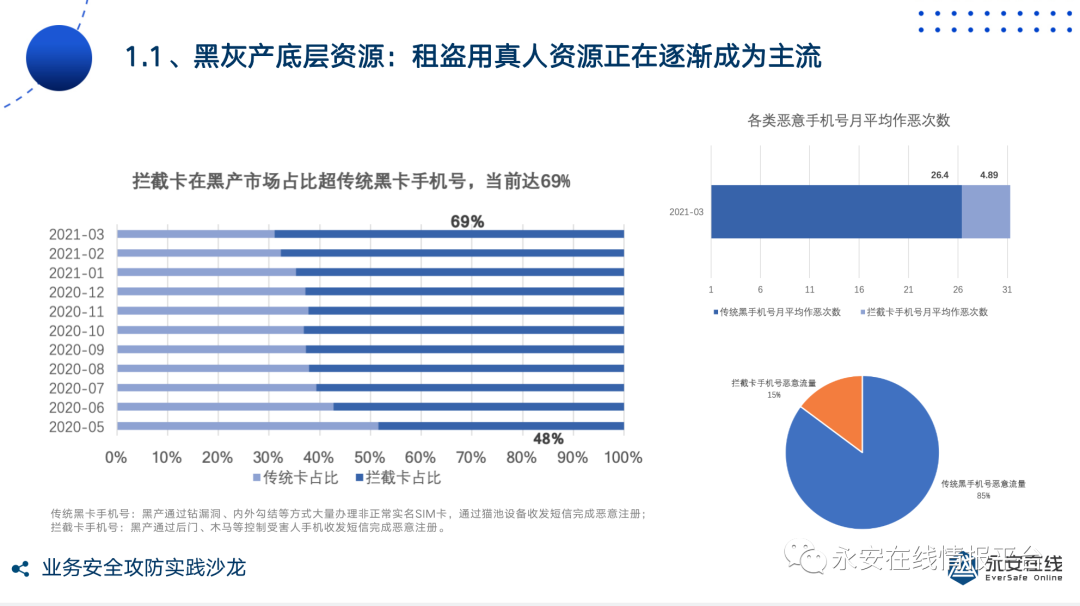 1.1、黑灰产底层资源：租盗用真人资源正在逐渐成为主流
拦截卡在黑产市场占比超传统黑卡手机号，当前达69%
69%
2021-03
2021-02
2021-01
2020-12
2020-11
2020-10
2020-09
2020-08
2020-07
2020-06
2020-05
48%
0% 10% 20% 30% 40% 50% 60% 70% 80% 90% 100%
传统卡占比 拦截卡占比
各类恶意手机号月平均作恶次数
26.4 4.89
2021-03
1 6 11 16 21 26 31
传统黑手机号月平均作恶次数 拦截卡手机号月平均作恶次数
拦截卡手机号恶意流量
15%
传统黑手机号恶意流量
85%
传统黑卡手机号：黑产通过钻漏洞、内外勾结等方式大量办理非正常实名SIM卡，通过猫池设备收发短信完成恶意注册；
拦截卡手机号：黑产通过后门、木马等控制受害人手机收发短信完成恶意注册。
业务安全攻防实践沙龙
永安在线情报平台
永安在线
EverSafe Online